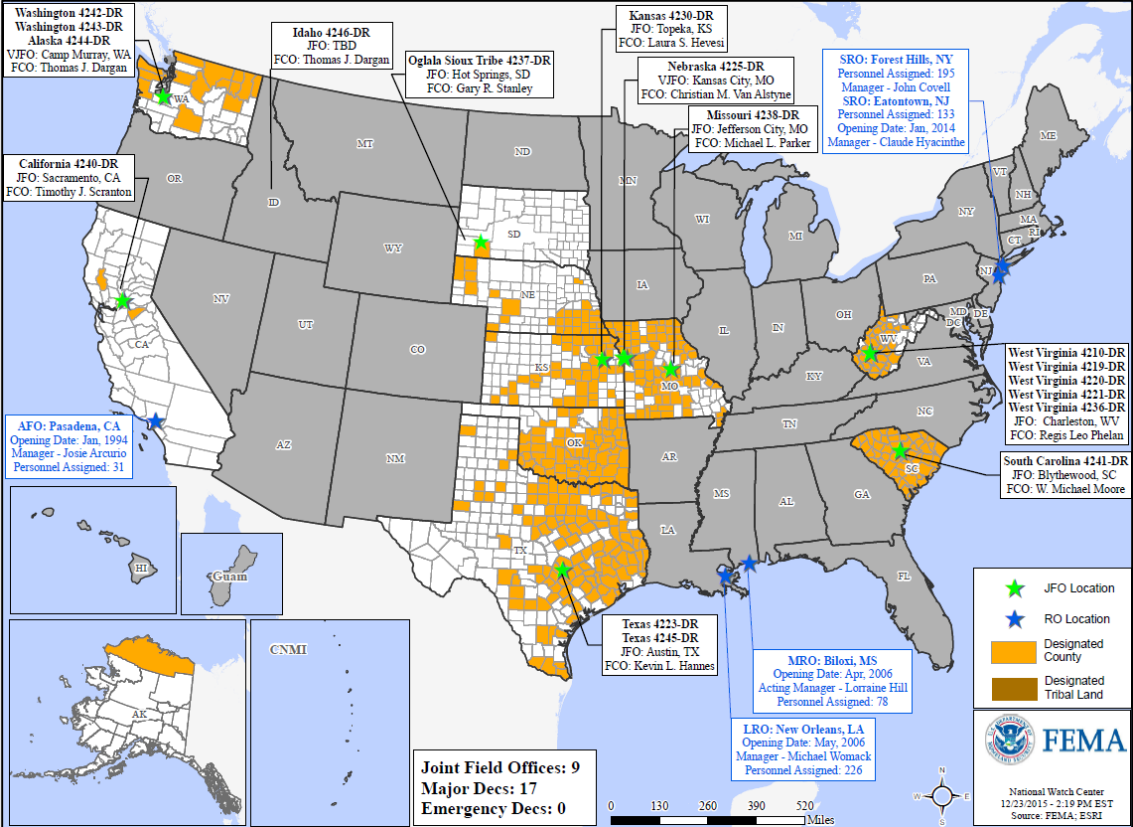 Washington 4242-DR
Washington 4243-DR
Alaska 4244-DR
VJFO: Camp Murray, WA
FCO: Thomas J. Dargan
Idaho 4246-DR
JFO: TBD
FCO: Thomas J. Dargan
Oglala Sioux Tribe 4237-DR
JFO: Hot Springs, SD
FCO: Gary R. Stanley
Kansas 4230-DR
JFO: Topeka, KS
FCO: Laura S. Hevesi
Nebraska 4225-DR
VJFO: Kansas City, MO
FCO: Christian M. Van Alstyne
Missouri 4238-DR
JFO: Jefferson City, MO
FCO: Michael L. Parker
SRO: Forest Hills, NY
Personnel Assigned: 195
Manager - John Covell
SRO: Eatontown, NJ
Personnel Assigned: 133
Opening Date: Jan, 2014
Manager - Claude Hyacinthe
California 4240-DR
JFO: Sacramento, CA
FCO: Timothy J. Scranton
WA
MT
ND
MN
ME
OR
ID
SD
WI
MI
VT
NH
NY
MA
RI
CT
WY
IA
PA
NJ
NV
NE
IL
IN
OH
MD
DE
DC
UT
CO
CA
KS
MO
WV
VA
KY
West Virginia 4210-DR
West Virginia 4219-DR
West Virginia 4220-DR
West Virginia 4221-DR
West Virginia 4236-DR
JFO: Charleston, WV
FCO: Regis Leo Phelan
AFO: Pasadena, CA
Opening Date: Jan, 1994
Manager - Josie Arcurio
Personnel Assigned: 31
AZ
NM
OK
AR
TN
NC
SC
South Carolina 4241-DR
JFO: Blythewood, SC
FCO: W. Michael Moore
MS
AL
GA
LA
TX
FL
HI
Guam
Texas 4223-DR
Texas 4245-DR
JFO: Austin, TX
FCO: Kevin L. Hannes
MRO: Biloxi, MS
Opening Date: Apr, 2006
Acting Manager - Lorraine Hill
Personnel Assigned: 78
LRO: New Orleans, LA
Opening Date: May, 2006
Manager - Michael Womack
Personnel Assigned: 226
CNMI
AK
Joint Field Offices: 9
Major Decs: 17
Emergency Decs: 0
0 130 260 390 520
Miles
N
W E
S
JFO Location
RO Location
Designated
County
Designated
Tribal Land
FEMA
National Watch Center
12/23/2015 - 2:19 PM EST
Source: FEMA; ESRI